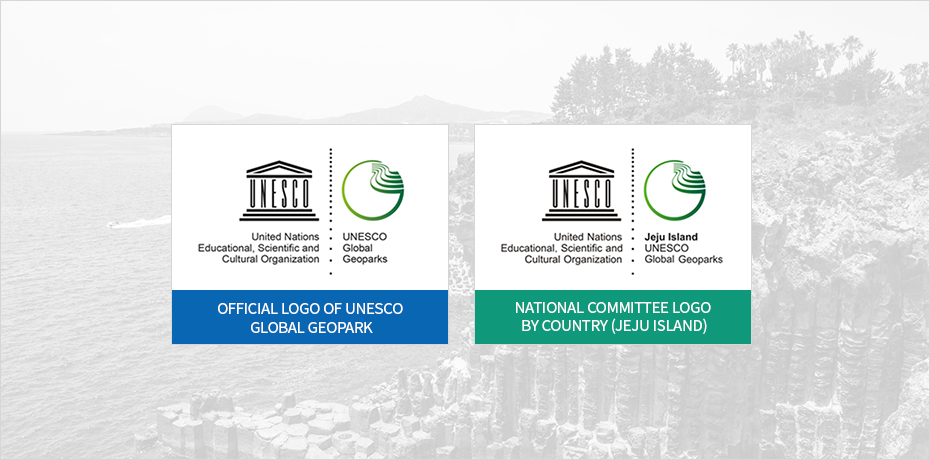 UNESCO
United Nations
Educational, Scientific and
Cultural Organization
UNESCO
Global
Geoparks
OFFICIAL LOGO OF UNESCO
GLOBAL GEOPARK
UNESCO
United Nations
Educational, Scientific and
Cultural Organization
Jeju Island
UNESCO
Global Geoparks
NATIONAL COMMITTEE LOGO
BY COUNTRY (JEJU ISLAND)